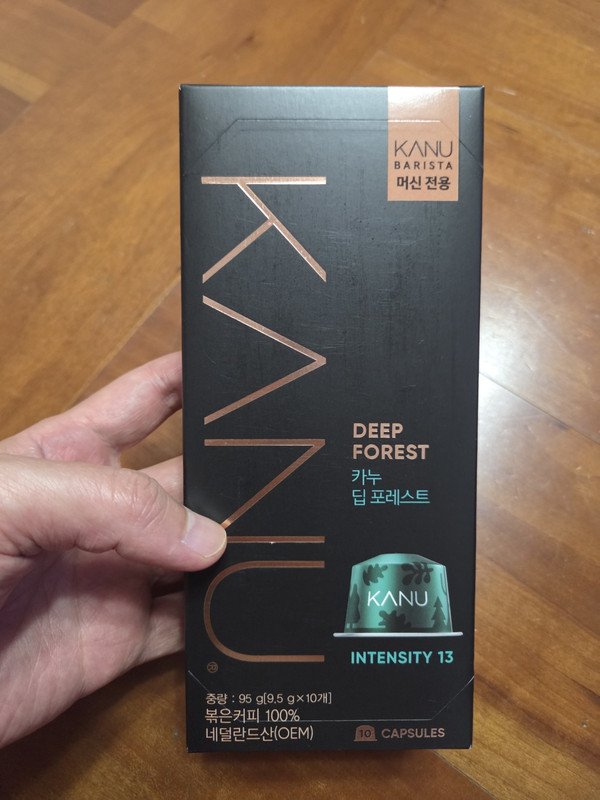 KANU
BARISTA
머신 전용
KANU
DEEP
FOREST
카누
딥 포레스트
KANU
INTENSITY 13
®
중량 : 95 g[9.5 g×10개]
볶은커피 100%
네덜란드산(OEM)
10 CAPSULES